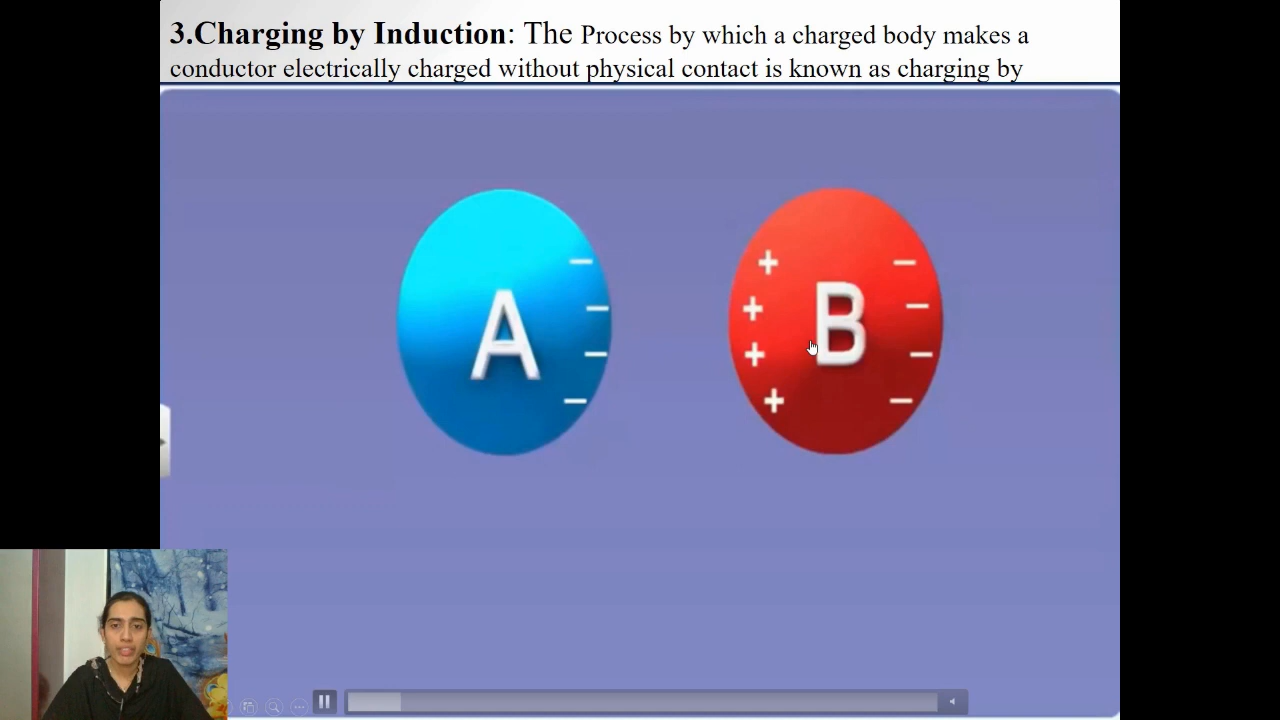 3.Charging by Induction: The Process by which a charged body makes a
conductor electrically charged without physical contact is known as charging by
A
B